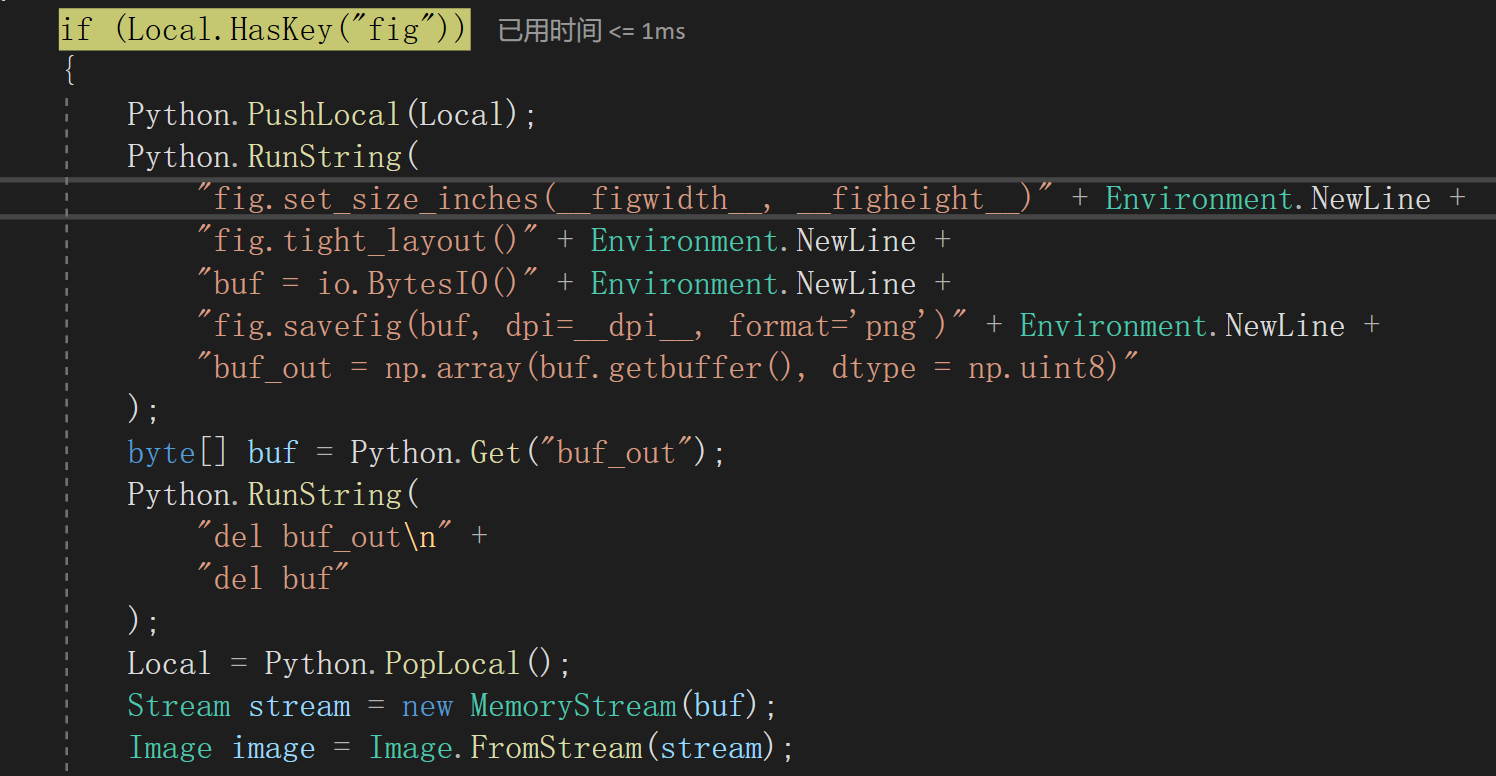 if (Local.HasKey("fig")) 已用时间 <= 1ms
{
Python.PushLocal(Local);
Python.RunString(
"fig.set_size_inches(__figwidth__, __figheight__)" + Environment.NewLine +
"fig.tight_layout()" + Environment.NewLine +
"buf = io.BytesIO()" + Environment.NewLine +
"fig.savefig(buf, dpi=__dpi__, format='png')" + Environment.NewLine +
"buf_out = np.array(buf.getbuffer(), dtype = np.uint8)"
);
byte[] buf = Python.Get("buf_out");
Python.RunString(
"del buf_out\n" +
"del buf"
);
Local = Python.PopLocal();
Stream stream = new MemoryStream(buf);
Image image = Image.FromStream(stream);